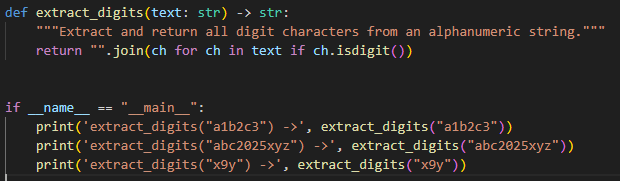 def extract_digits(text: str) -> str:
    """Extract and return all digit characters from an alphanumeric string."""
    return "".join(ch for ch in text if ch.isdigit())
if __name__ == "__main__":
    print('extract_digits("a1b2c3") ->', extract_digits("a1b2c3"))
    print('extract_digits("abc2025xyz") ->', extract_digits("abc2025xyz"))
    print('extract_digits("x9y") ->', extract_digits("x9y"))